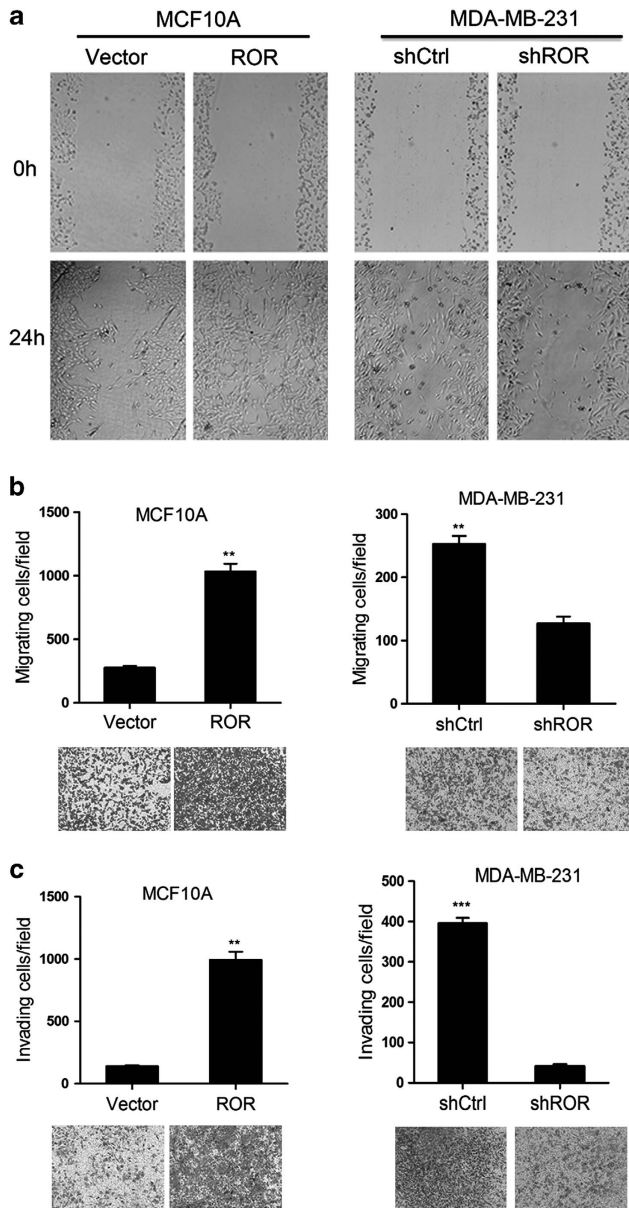 a
MCF10A
MDA-MB-231
Vector
ROR
shCtrl
shROR
0h
24h
b
MCF10A
Migrating cells/field
1500
1000
500
0
**
Vector
ROR
MDA-MB-231
Migrating cells/field
300
200
100
0
**
shCtrl
shROR
c
MCF10A
Invading cells/field
1500
1000
500
0
**
Vector
ROR
MDA-MB-231
Invading cells/field
500
400
300
200
100
0
***
shCtrl
shROR